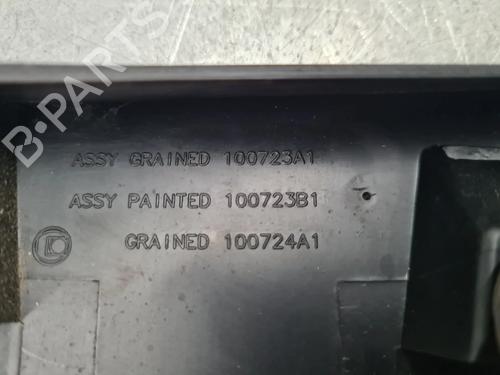 B-PARTS
ASSY GRAINED 100723A1
ASSY PAINTED 100723B1
GRAINED 100724A1